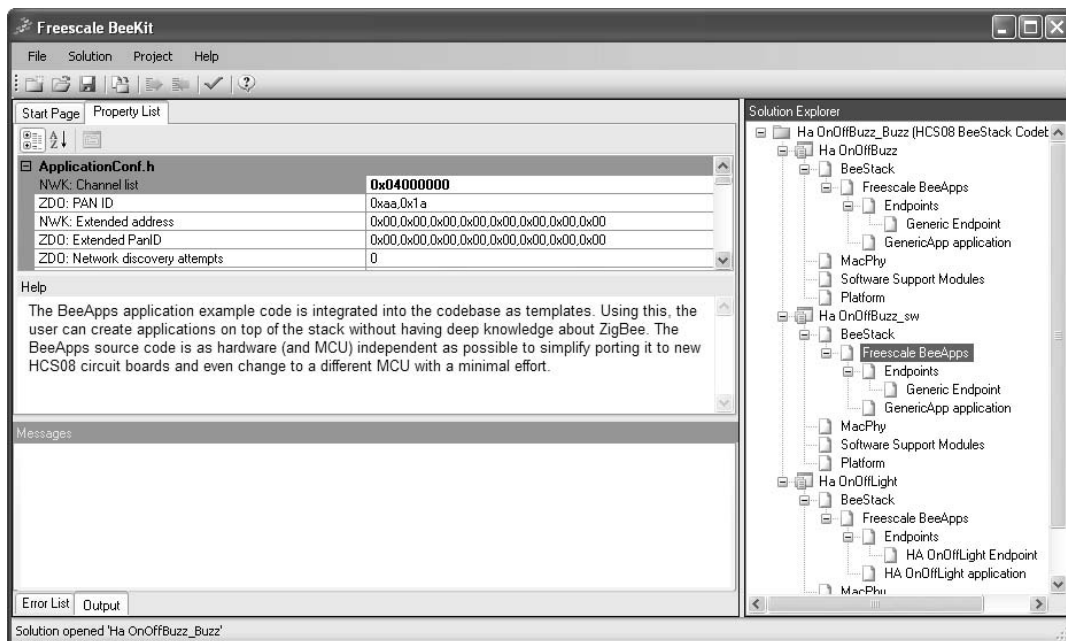 Freescale BeeKit
File Solution Project Help
Start Page Property List
ApplicationConf.h
NWK: Channel list 0x04000000
ZDO: PAN ID 0xaa,0x1a
NWK: Extended address 0x00,0x00,0x00,0x00,0x00,0x00,0x00,0x00
ZDO: Extended PanID 0x00,0x00,0x00,0x00,0x00,0x00,0x00,0x00
ZDO: Network discovery attempts 0
Help
The BeeApps application example code is integrated into the codebase as templates. Using this, the
user can create applications on top of the stack without having deep knowledge about ZigBee. The
BeeApps source code is as hardware (and MCU) independent as possible to simplify porting it to new
HCS08 circuit boards and even change to a different MCU with a minimal effort.
Messages
Error List Output
Solution opened 'Ha OnOffBuzz_Buzz'
Solution Explorer
Ha OnOffBuzz_Buzz (HCS08 BeeStack Codeb
Ha OnOffBuzz
BeeStack
Freescale BeeApps
Endpoints
Generic Endpoint
GenericApp application
MacPhy
Software Support Modules
Platform
Ha OnOffBuzz_sw
BeeStack
Freescale BeeApps
Endpoints
Generic Endpoint
GenericApp application
MacPhy
Software Support Modules
Platform
Ha OnOffLight
BeeStack
Freescale BeeApps
Endpoints
HA OnOffLight Endpoint
HA OnOffLight application
MacPhy